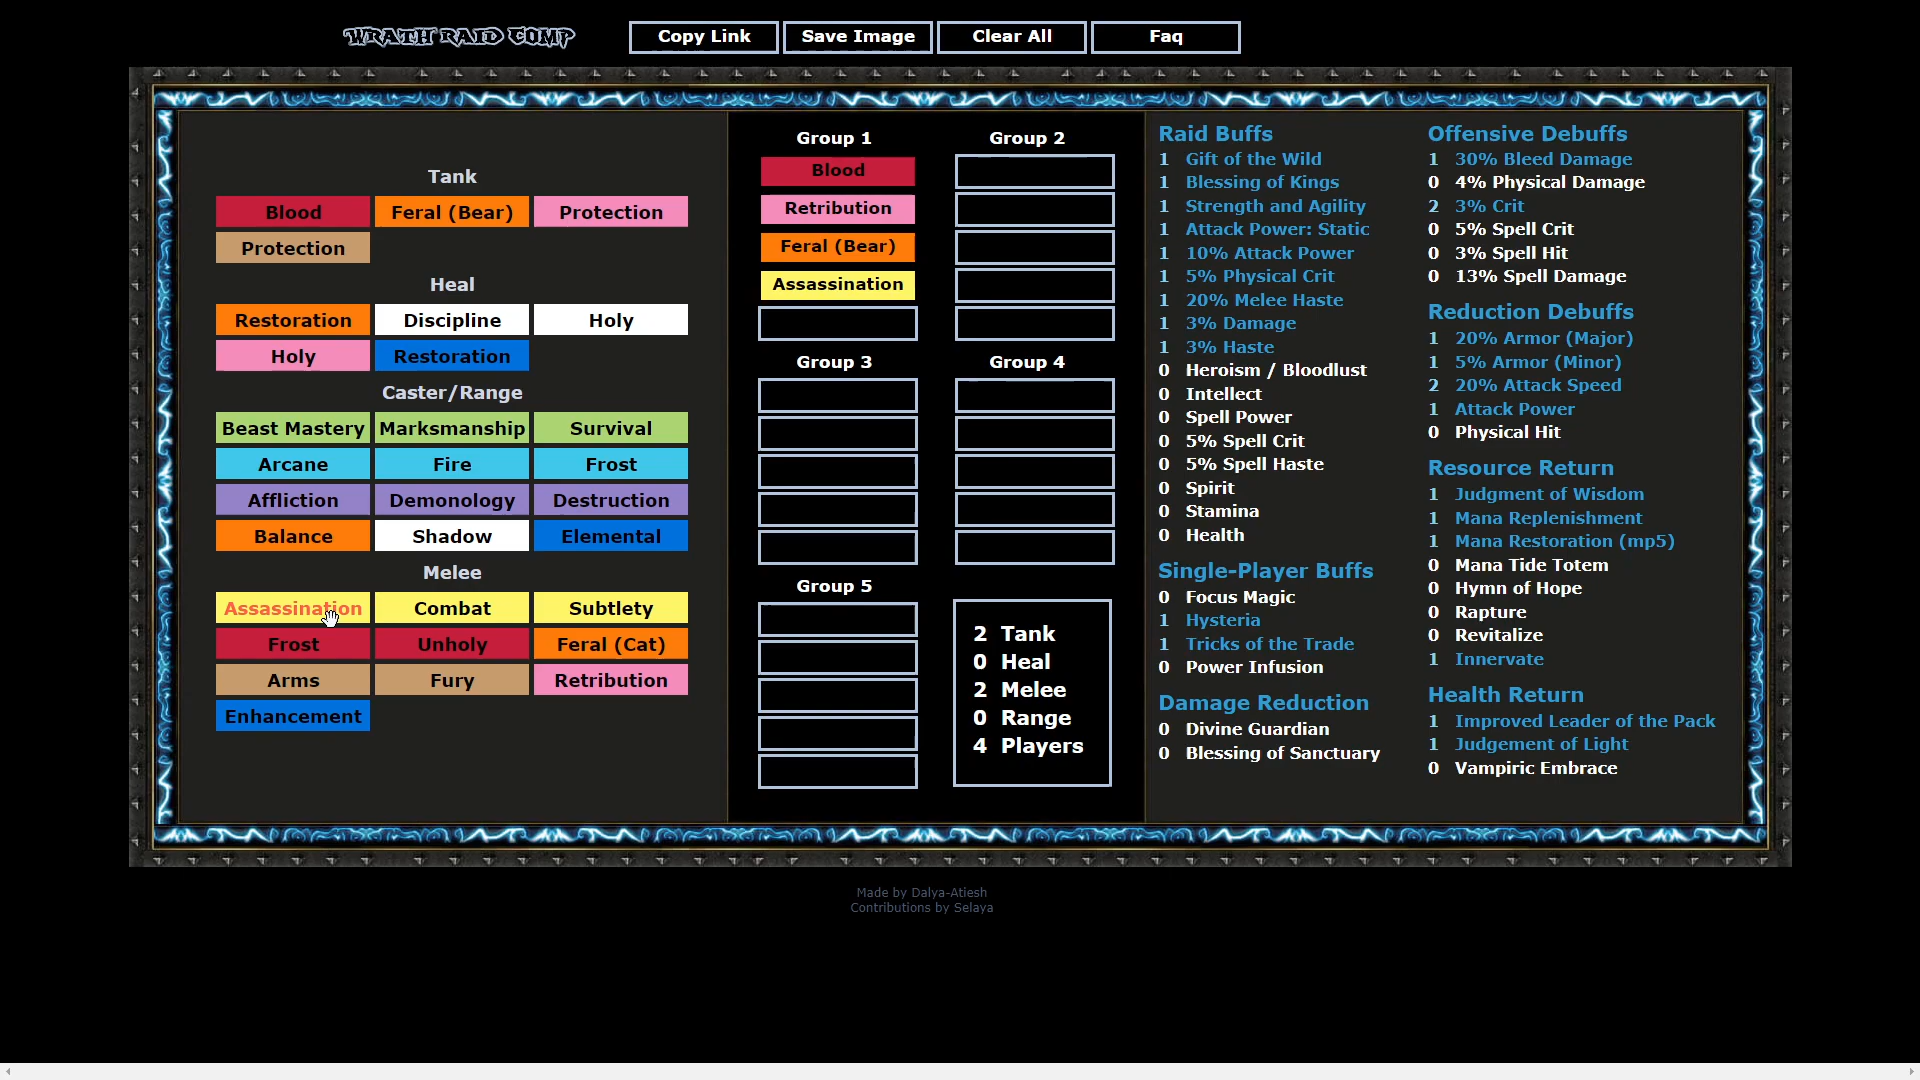 WRATH RAID COMP
Copy Link
Save Image
Clear All
Faq
Tank
Blood
Feral (Bear)
Protection
Protection
Heal
Restoration
Discipline
Holy
Holy
Restoration
Caster/Range
Beast Mastery
Marksmanship
Survival
Arcane
Fire
Frost
Affliction
Demonology
Destruction
Balance
Shadow
Elemental
Melee
Assassination
Combat
Subtlety
Frost
Unholy
Feral (Cat)
Arms
Fury
Retribution
Enhancement
Group 1
Blood
Retribution
Feral (Bear)
Assassination
Group 2
Group 3
Group 4
Group 5
2 Tank
0 Heal
2 Melee
0 Range
4 Players
Raid Buffs
1 Gift of the Wild
1 Blessing of Kings
1 Strength and Agility
1 Attack Power: Static
1 10% Attack Power
1 5% Physical Crit
1 20% Melee Haste
1 3% Damage
1 3% Haste
0 Heroism / Bloodlust
0 Intellect
0 Spell Power
0 5% Spell Crit
0 5% Spell Haste
0 Spirit
0 Stamina
0 Health
Single-Player Buffs
0 Focus Magic
1 Hysteria
1 Tricks of the Trade
0 Power Infusion
Damage Reduction
0 Divine Guardian
0 Blessing of Sanctuary
Offensive Debuffs
1 30% Bleed Damage
0 4% Physical Damage
2 3% Crit
0 5% Spell Crit
0 3% Spell Hit
0 13% Spell Damage
Reduction Debuffs
1 20% Armor (Major)
1 5% Armor (Minor)
2 20% Attack Speed
1 Attack Power
0 Physical Hit
Resource Return
1 Judgment of Wisdom
1 Mana Replenishment
1 Mana Restoration (mp5)
0 Mana Tide Totem
0 Hymn of Hope
0 Rapture
0 Revitalize
1 Innervate
Health Return
1 Improved Leader of the Pack
1 Judgement of Light
0 Vampiric Embrace
Made by Dalya-Atiesh
Contributions by Selaya